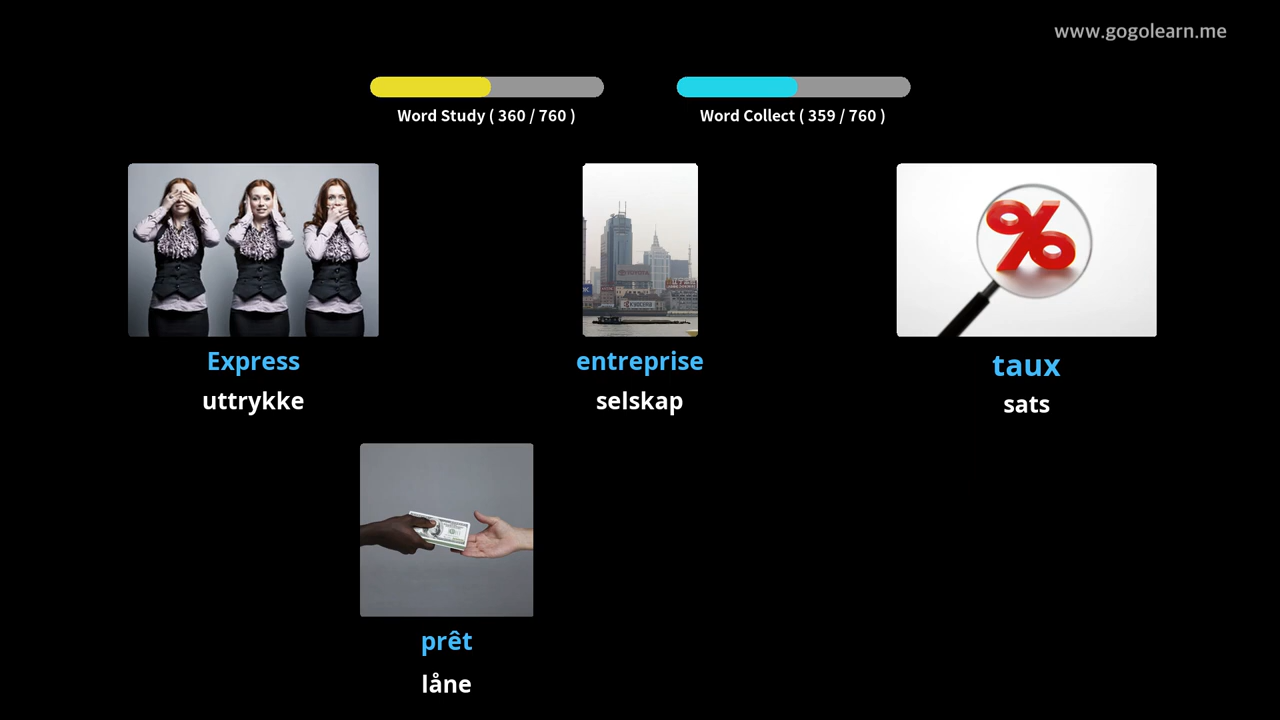 www.gogolearn.me
Word Study ( 360 / 760 )
Word Collect ( 359 / 760 )
Express
uttrykke
entreprise
selskap
taux
sats
prêt
låne